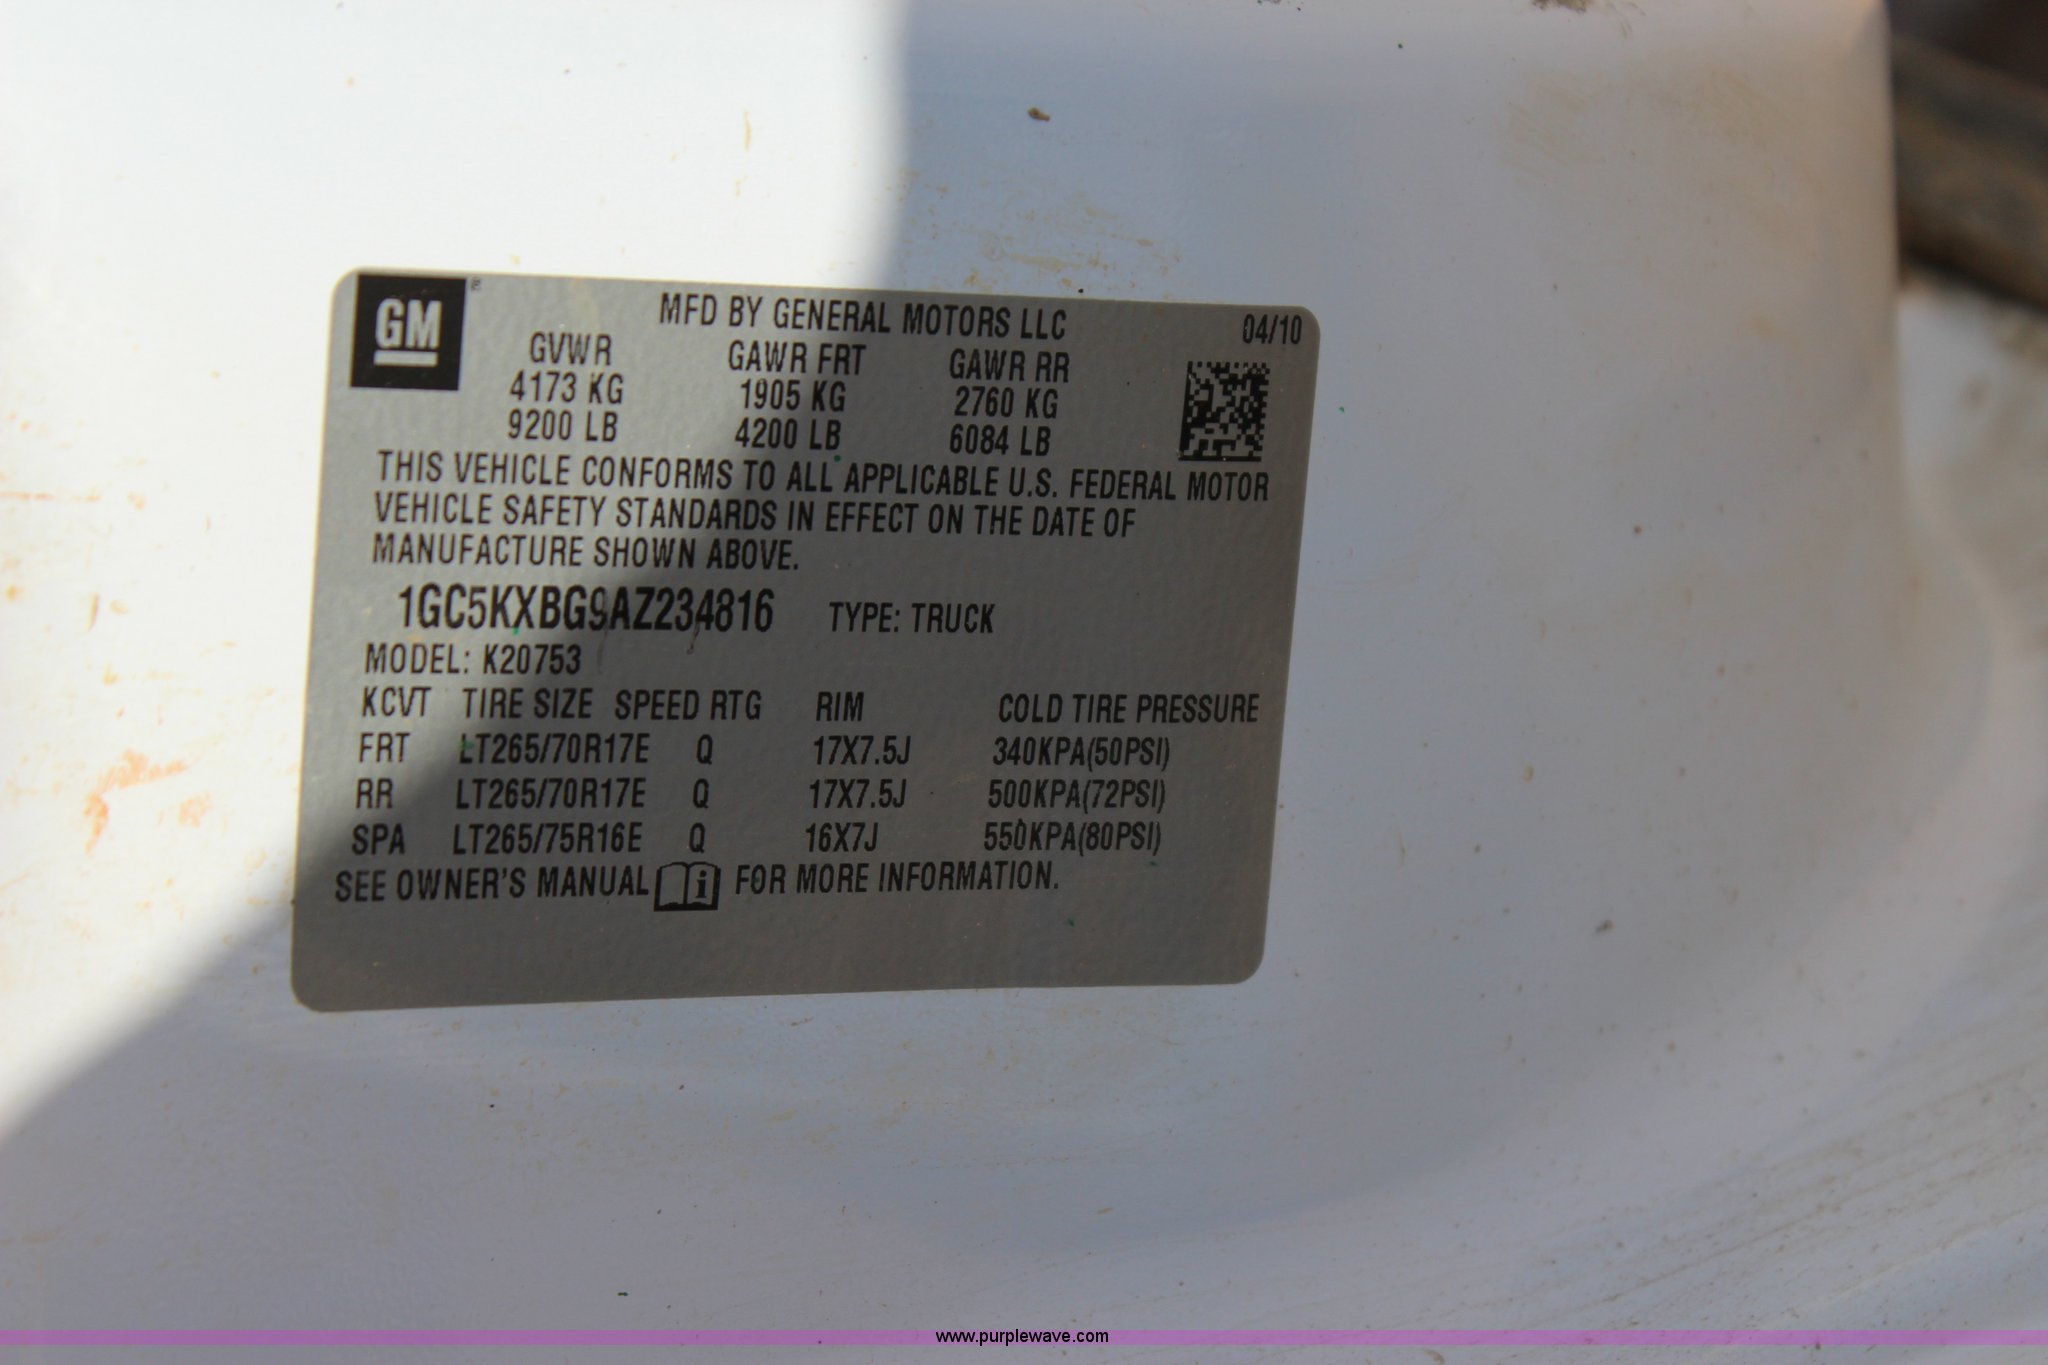 GM ®
MFD BY GENERAL MOTORS LLC 04/10
GVWR GAWR FRT GAWR RR
4173 KG 1905 KG 2760 KG
9200 LB 4200 LB 6084 LB
THIS VEHICLE CONFORMS TO ALL APPLICABLE U.S. FEDERAL MOTOR
VEHICLE SAFETY STANDARDS IN EFFECT ON THE DATE OF
MANUFACTURE SHOWN ABOVE.
1GC5KXBG9AZ234816 TYPE: TRUCK
MODEL: K20753
KCVT TIRE SIZE SPEED RTG RIM COLD TIRE PRESSURE
FRT LT265/70R17E Q 17X7.5J 340KPA(50PSI)
RR LT265/70R17E Q 17X7.5J 500KPA(72PSI)
SPA LT265/75R16E Q 16X7J 550KPA(80PSI)
SEE OWNER'S MANUAL i FOR MORE INFORMATION.
www.purplewave.com